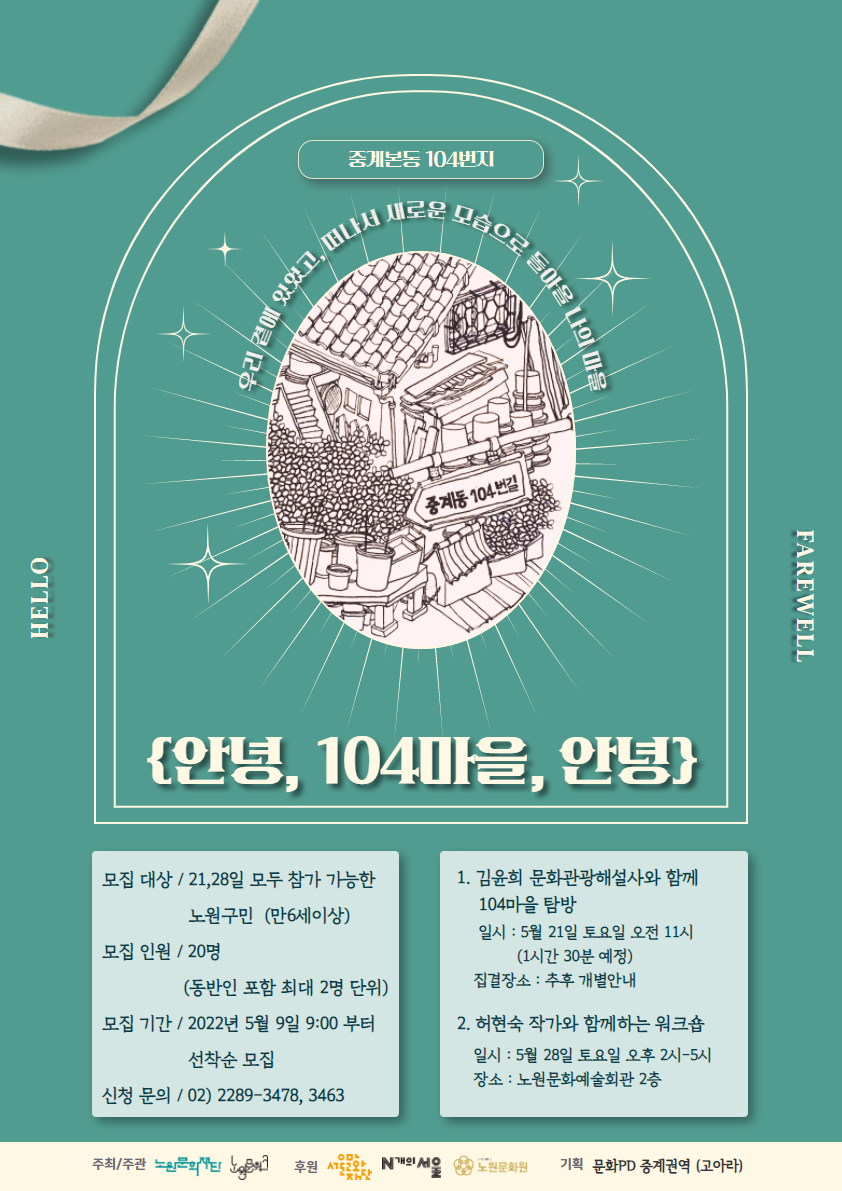 중계본동 104번지
우리 곁에 있었고, 떠나서 새로운 모습으로 돌아올 나의 마을
중계동 104번길
HELLO
FAREWELL
{안녕, 104마을, 안녕}
모집 대상 / 21,28일 모두 참가 가능한
노원구민 (만6세이상)
모집 인원 / 20명
(동반인 포함 최대 2명 단위)
모집 기간 / 2022년 5월 9일 9:00 부터
선착순 모집
신청 문의 / 02) 2289-3478, 3463
1. 김윤희 문화관광해설사와 함께
104마을 탐방
일시 : 5월 21일 토요일 오전 11시
(1시간 30분 예정)
집결장소 : 추후 개별안내
2. 허현숙 작가와 함께하는 워크숍
일시 : 5월 28일 토요일 오후 2시-5시
장소 : 노원문화예술회관 2층
주최/주관 노원문화재단
후원 서울문화재단 N개의서울 노원문화원
기획 문화PD 중계권역 (고아라)